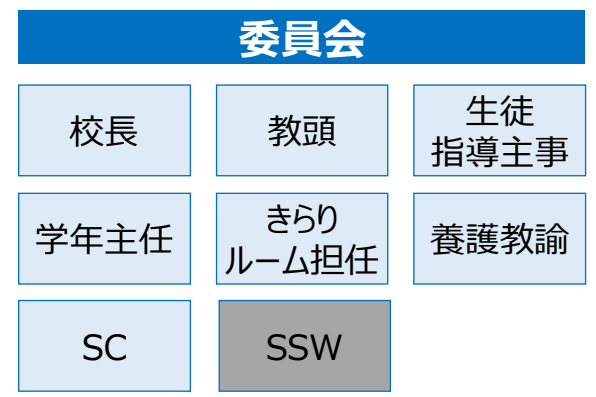 委員会
校長
教頭
生徒
指導主事
学年主任
きらり
ルーム担任
養護教諭
SC
SSW